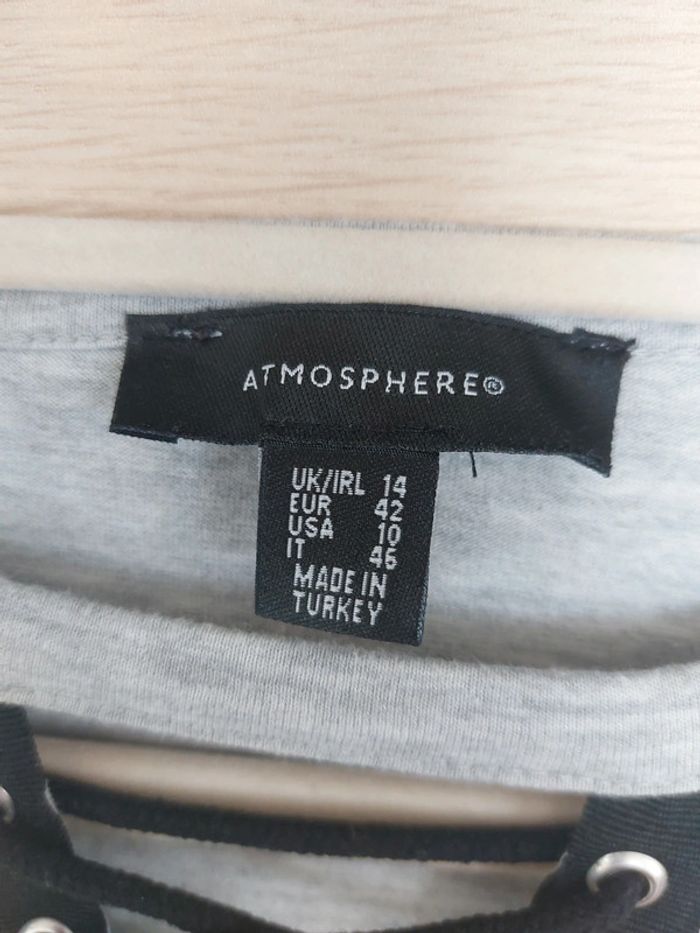 ATMOSPHERE®
UK/IRL 14
EUR 42
USA 10
IT 46
MADE IN
TURKEY